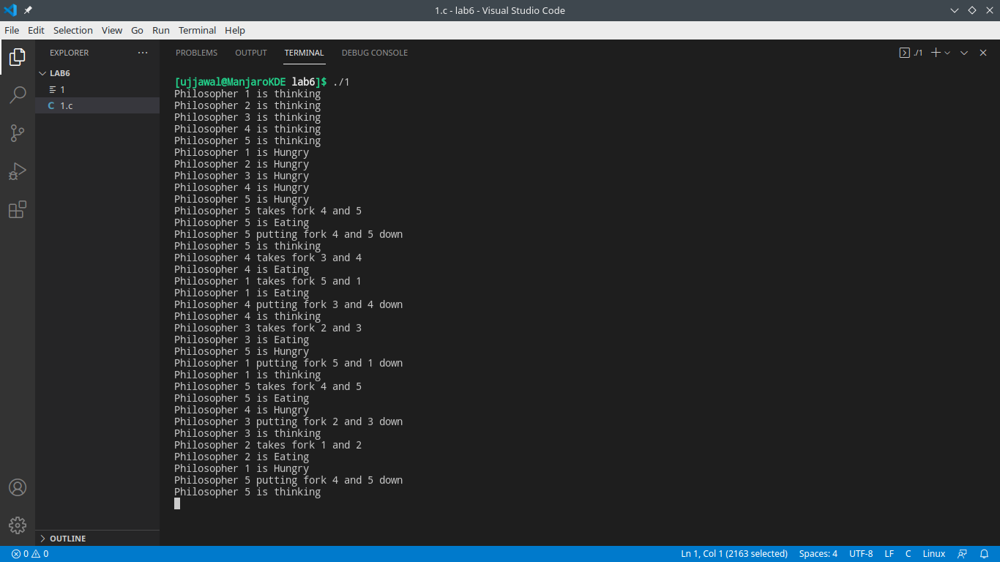 1.c - lab6 - Visual Studio Code
File Edit Selection View Go Run Terminal Help
EXPLORER ···
LAB6
1
C 1.c
OUTLINE
PROBLEMS OUTPUT TERMINAL DEBUG CONSOLE
./1
[ujjawal@ManjaroKDE lab6]$ ./1
Philosopher 1 is thinking
Philosopher 2 is thinking
Philosopher 3 is thinking
Philosopher 4 is thinking
Philosopher 5 is thinking
Philosopher 1 is Hungry
Philosopher 2 is Hungry
Philosopher 3 is Hungry
Philosopher 4 is Hungry
Philosopher 5 is Hungry
Philosopher 5 takes fork 4 and 5
Philosopher 5 is Eating
Philosopher 5 putting fork 4 and 5 down
Philosopher 5 is thinking
Philosopher 4 takes fork 3 and 4
Philosopher 4 is Eating
Philosopher 1 takes fork 5 and 1
Philosopher 1 is Eating
Philosopher 4 putting fork 3 and 4 down
Philosopher 4 is thinking
Philosopher 3 takes fork 2 and 3
Philosopher 3 is Eating
Philosopher 5 is Hungry
Philosopher 1 putting fork 5 and 1 down
Philosopher 1 is thinking
Philosopher 5 takes fork 4 and 5
Philosopher 5 is Eating
Philosopher 4 is Hungry
Philosopher 3 putting fork 2 and 3 down
Philosopher 3 is thinking
Philosopher 2 takes fork 1 and 2
Philosopher 2 is Eating
Philosopher 1 is Hungry
Philosopher 5 putting fork 4 and 5 down
Philosopher 5 is thinking
0 0 Ln 1, Col 1 (2163 selected) Spaces: 4 UTF-8 LF C Linux